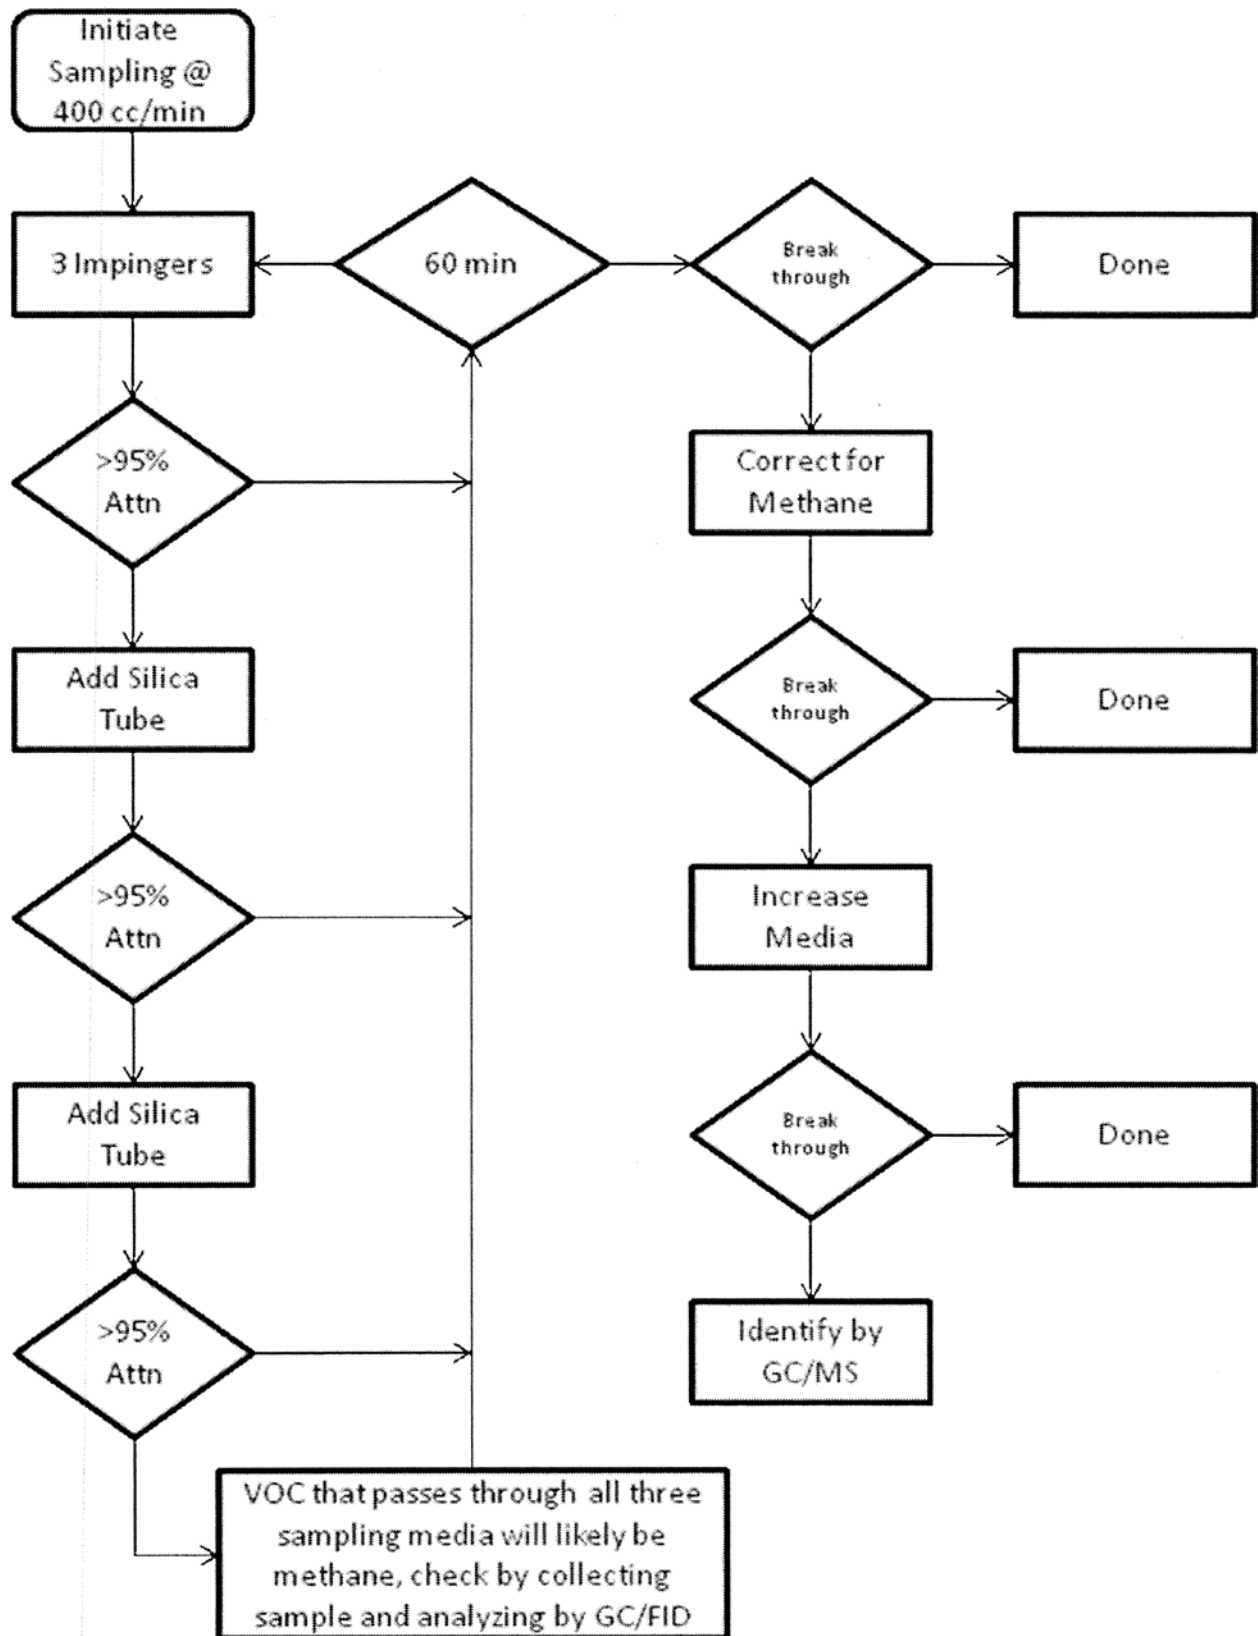 Initiate
Sampling @
400 cc/min
3 Impingers
60 min
Break
through
Done
>95%
Attn
Correct for
Methane
Add Silica
Tube
Break
through
Done
>95%
Attn
Increase
Media
Add Silica
Tube
Break
through
Done
>95%
Attn
Identify by
GC/MS
VOC that passes through all three
sampling media will likely be
methane, check by collecting
sample and analyzing by GC/FID